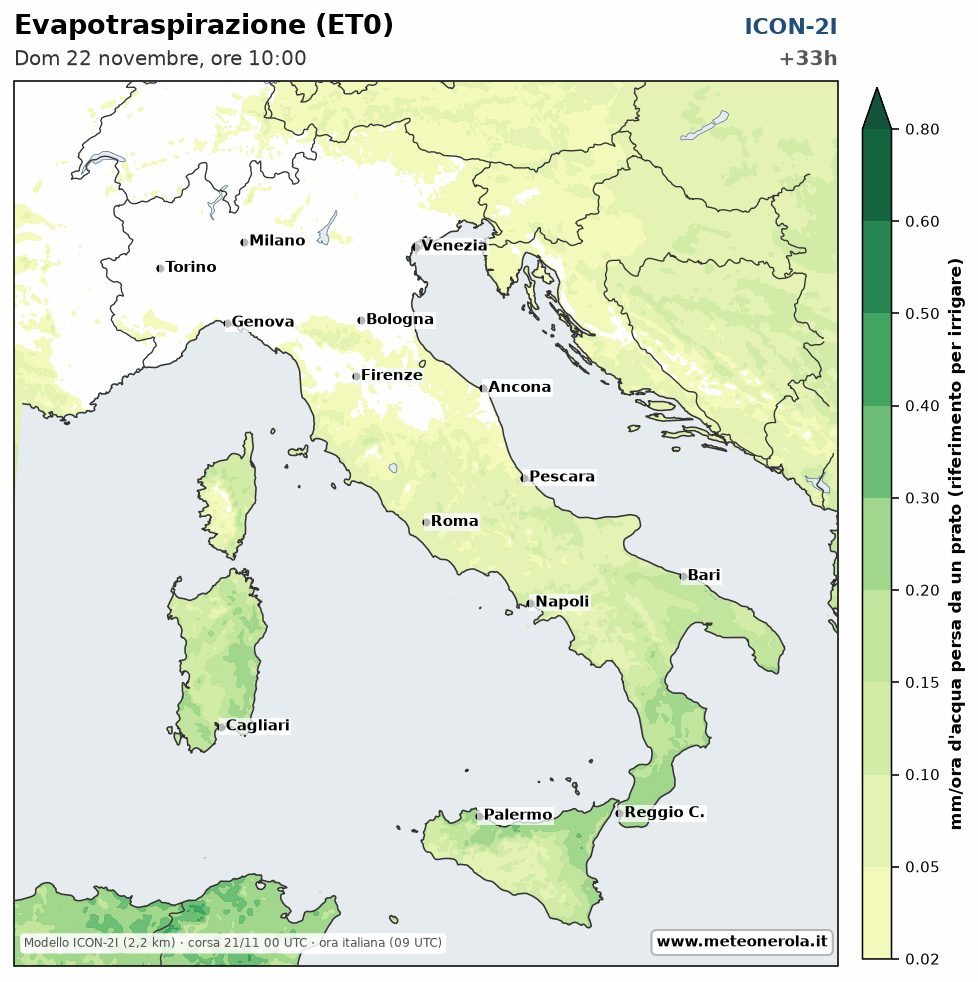 Evapotraspirazione (ET0)
ICON-2I
Dom 22 novembre, ore 10:00
+33h
Milano
Venezia
Torino
Genova
Bologna
Firenze
Ancona
Pescara
Roma
Bari
Napoli
Cagliari
Palermo
Reggio C.
0.80
0.60
0.50
0.40
0.30
0.20
0.15
0.10
0.05
0.02
mm/ora d'acqua persa da un prato (riferimento per irrigare)
Modello ICON-2I (2,2 km) · corsa 21/11 00 UTC · ora italiana (09 UTC)
www.meteonerola.it